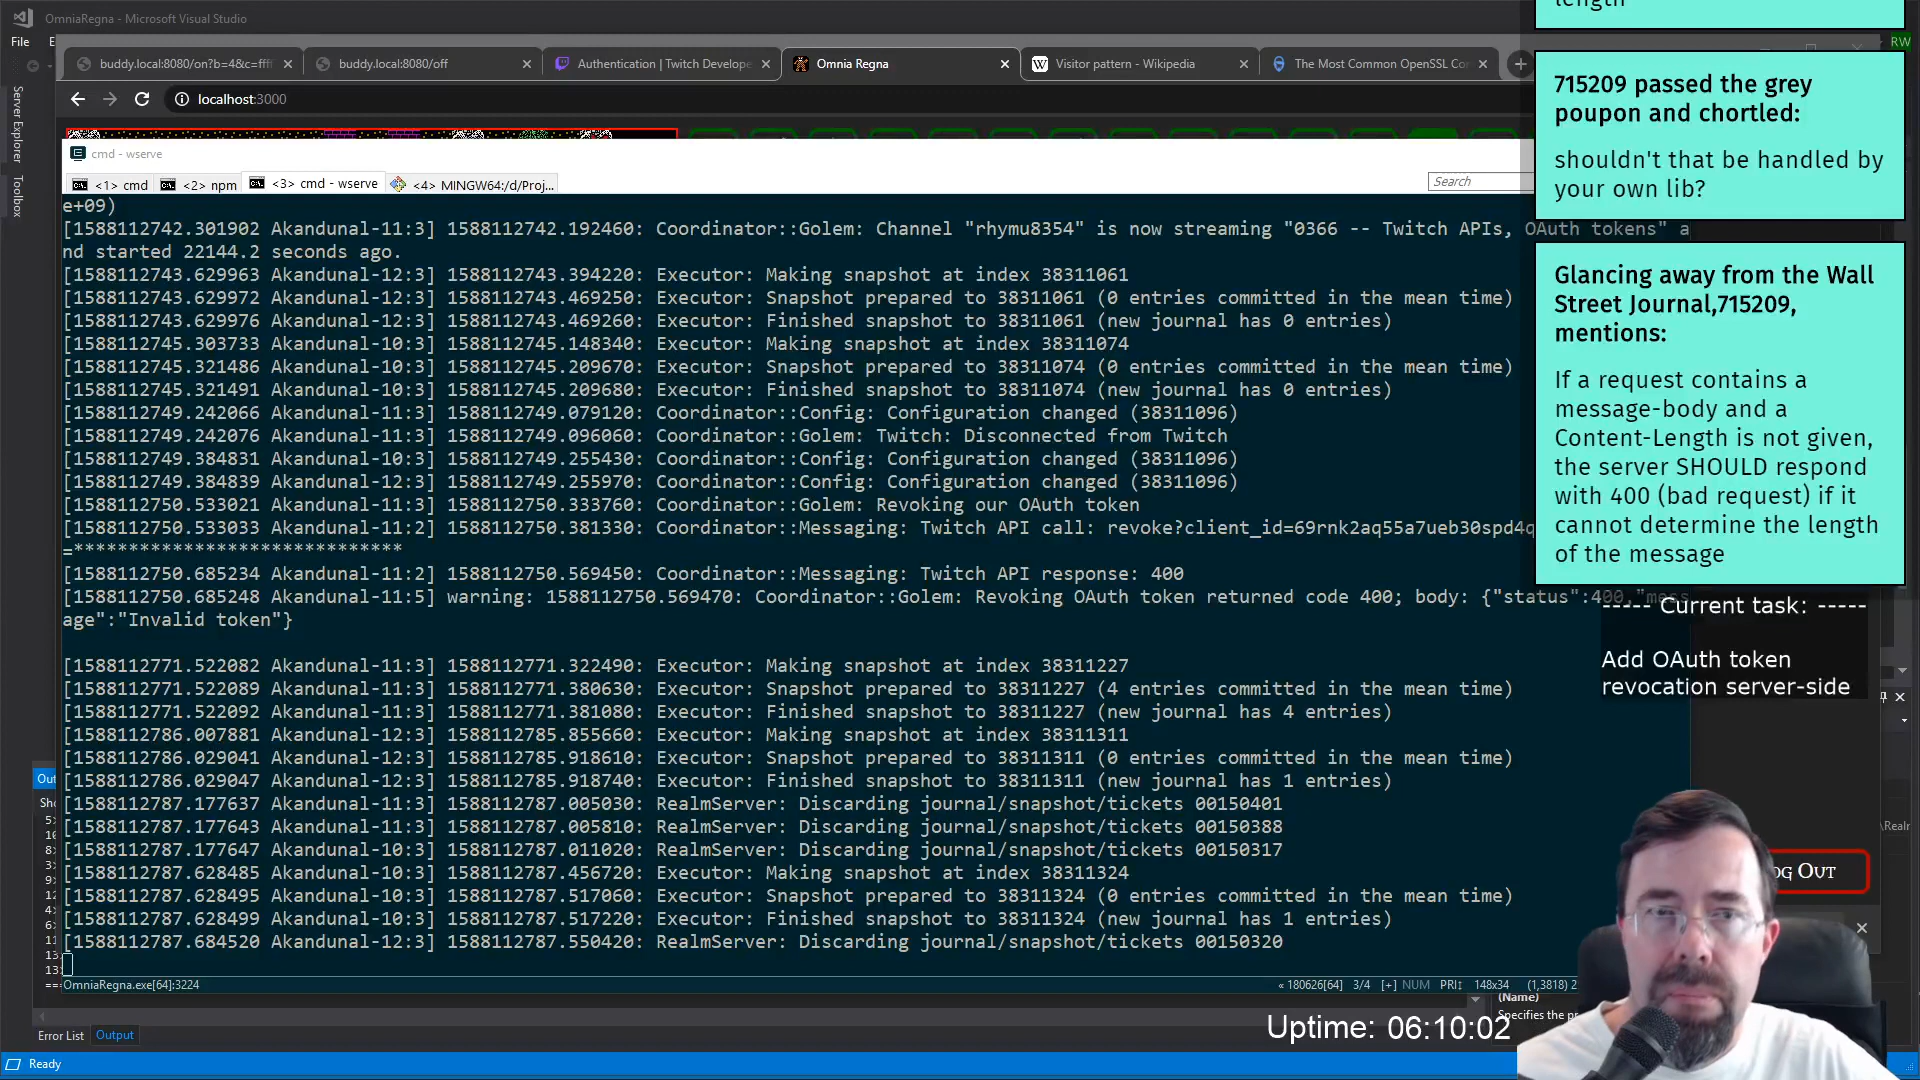 OmniaRegna - Microsoft Visual Studio
File
RW
buddy.local:8080/on?b=4&c=ffff
buddy.local:8080/off
Authentication | Twitch Develope
Omnia Regna
Visitor pattern - Wikipedia
The Most Common OpenSSL Co
localhost:3000
Server Explorer
Toolbox
cmd - wserve
<1> cmd
<2> npm
<3> cmd - wserve
<4> MINGW64:/d/Proj...
Search
e+09)
[1588112742.301902 Akandunal-11:3] 1588112742.192460: Coordinator::Golem: Channel "rhymu8354" is now streaming "0366 -- Twitch APIs, OAuth tokens" a
nd started 22144.2 seconds ago.
[1588112743.629963 Akandunal-12:3] 1588112743.394220: Executor: Making snapshot at index 38311061
[1588112743.629972 Akandunal-12:3] 1588112743.469250: Executor: Snapshot prepared to 38311061 (0 entries committed in the mean time)
[1588112743.629976 Akandunal-12:3] 1588112743.469260: Executor: Finished snapshot to 38311061 (new journal has 0 entries)
[1588112745.303733 Akandunal-10:3] 1588112745.148340: Executor: Making snapshot at index 38311074
[1588112745.321486 Akandunal-10:3] 1588112745.209670: Executor: Snapshot prepared to 38311074 (0 entries committed in the mean time)
[1588112745.321491 Akandunal-10:3] 1588112745.209680: Executor: Finished snapshot to 38311074 (new journal has 0 entries)
[1588112749.242066 Akandunal-11:3] 1588112749.079120: Coordinator::Config: Configuration changed (38311096)
[1588112749.242076 Akandunal-11:3] 1588112749.096060: Coordinator::Golem: Twitch: Disconnected from Twitch
[1588112749.384831 Akandunal-10:3] 1588112749.255430: Coordinator::Config: Configuration changed (38311096)
[1588112749.384839 Akandunal-12:3] 1588112749.255970: Coordinator::Config: Configuration changed (38311096)
[1588112750.533021 Akandunal-11:3] 1588112750.333760: Coordinator::Golem: Revoking our OAuth token
[1588112750.533033 Akandunal-11:2] 1588112750.381330: Coordinator::Messaging: Twitch API call: revoke?client_id=69rnk2aq55a7ueb30spd4q
=******************************
[1588112750.685234 Akandunal-11:2] 1588112750.569450: Coordinator::Messaging: Twitch API response: 400
[1588112750.685248 Akandunal-11:5] warning: 1588112750.569470: Coordinator::Golem: Revoking OAuth token returned code 400; body: {"status":400,"mess
age":"Invalid token"}
[1588112771.522082 Akandunal-11:3] 1588112771.322490: Executor: Making snapshot at index 38311227
[1588112771.522089 Akandunal-11:3] 1588112771.380630: Executor: Snapshot prepared to 38311227 (4 entries committed in the mean time)
[1588112771.522092 Akandunal-11:3] 1588112771.381080: Executor: Finished snapshot to 38311227 (new journal has 4 entries)
[1588112786.007881 Akandunal-12:3] 1588112785.855660: Executor: Making snapshot at index 38311311
[1588112786.029041 Akandunal-12:3] 1588112785.918610: Executor: Snapshot prepared to 38311311 (0 entries committed in the mean time)
[1588112786.029047 Akandunal-12:3] 1588112785.918740: Executor: Finished snapshot to 38311311 (new journal has 1 entries)
[1588112787.177637 Akandunal-11:3] 1588112787.005030: RealmServer: Discarding journal/snapshot/tickets 00150401
[1588112787.177643 Akandunal-11:3] 1588112787.005810: RealmServer: Discarding journal/snapshot/tickets 00150388
[1588112787.177647 Akandunal-10:3] 1588112787.011020: RealmServer: Discarding journal/snapshot/tickets 00150317
[1588112787.628485 Akandunal-10:3] 1588112787.456720: Executor: Making snapshot at index 38311324
[1588112787.628495 Akandunal-10:3] 1588112787.517060: Executor: Snapshot prepared to 38311324 (0 entries committed in the mean time)
[1588112787.628499 Akandunal-10:3] 1588112787.517220: Executor: Finished snapshot to 38311324 (new journal has 1 entries)
[1588112787.684520 Akandunal-12:3] 1588112787.550420: RealmServer: Discarding journal/snapshot/tickets 00150320
OmniaRegna.exe[64]:3224
« 180626[64] 3/4 [+] NUM PRI↕ 148x34 (1,3818) 2
length
715209 passed the grey
poupon and chortled:
shouldn't that be handled by
your own lib?
Glancing away from the Wall
Street Journal,715209,
mentions:
If a request contains a
message-body and a
Content-Length is not given,
the server SHOULD respond
with 400 (bad request) if it
cannot determine the length
of the message
----- Current task: -----
Add OAuth token
revocation server-side
\Realr
og Out
(Name)
Specifies the pr
Uptime: 06:10:02
Error List
Output
Ready